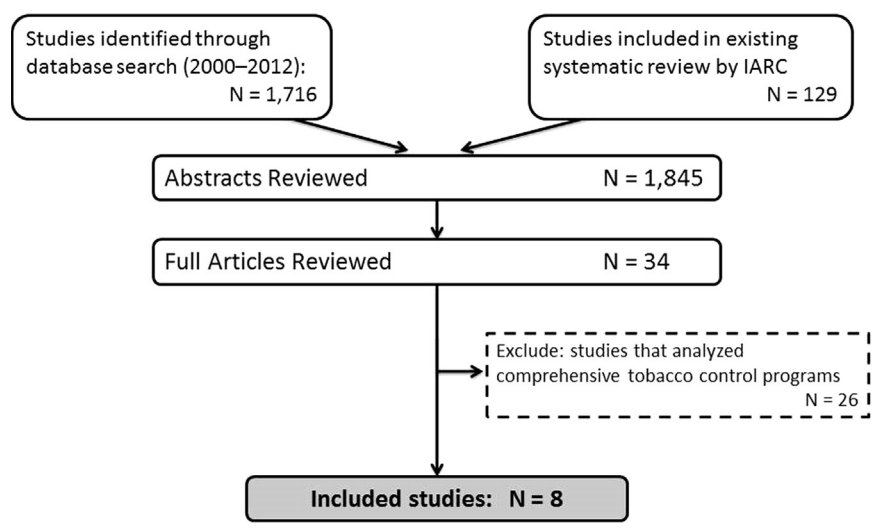 Studies identified through
database search (2000–2012):
N = 1,716
Studies included in existing
systematic review by IARC
N = 129
Abstracts Reviewed N = 1,845
Full Articles Reviewed N = 34
Exclude: studies that analyzed
comprehensive tobacco control programs
N = 26
Included studies: N = 8